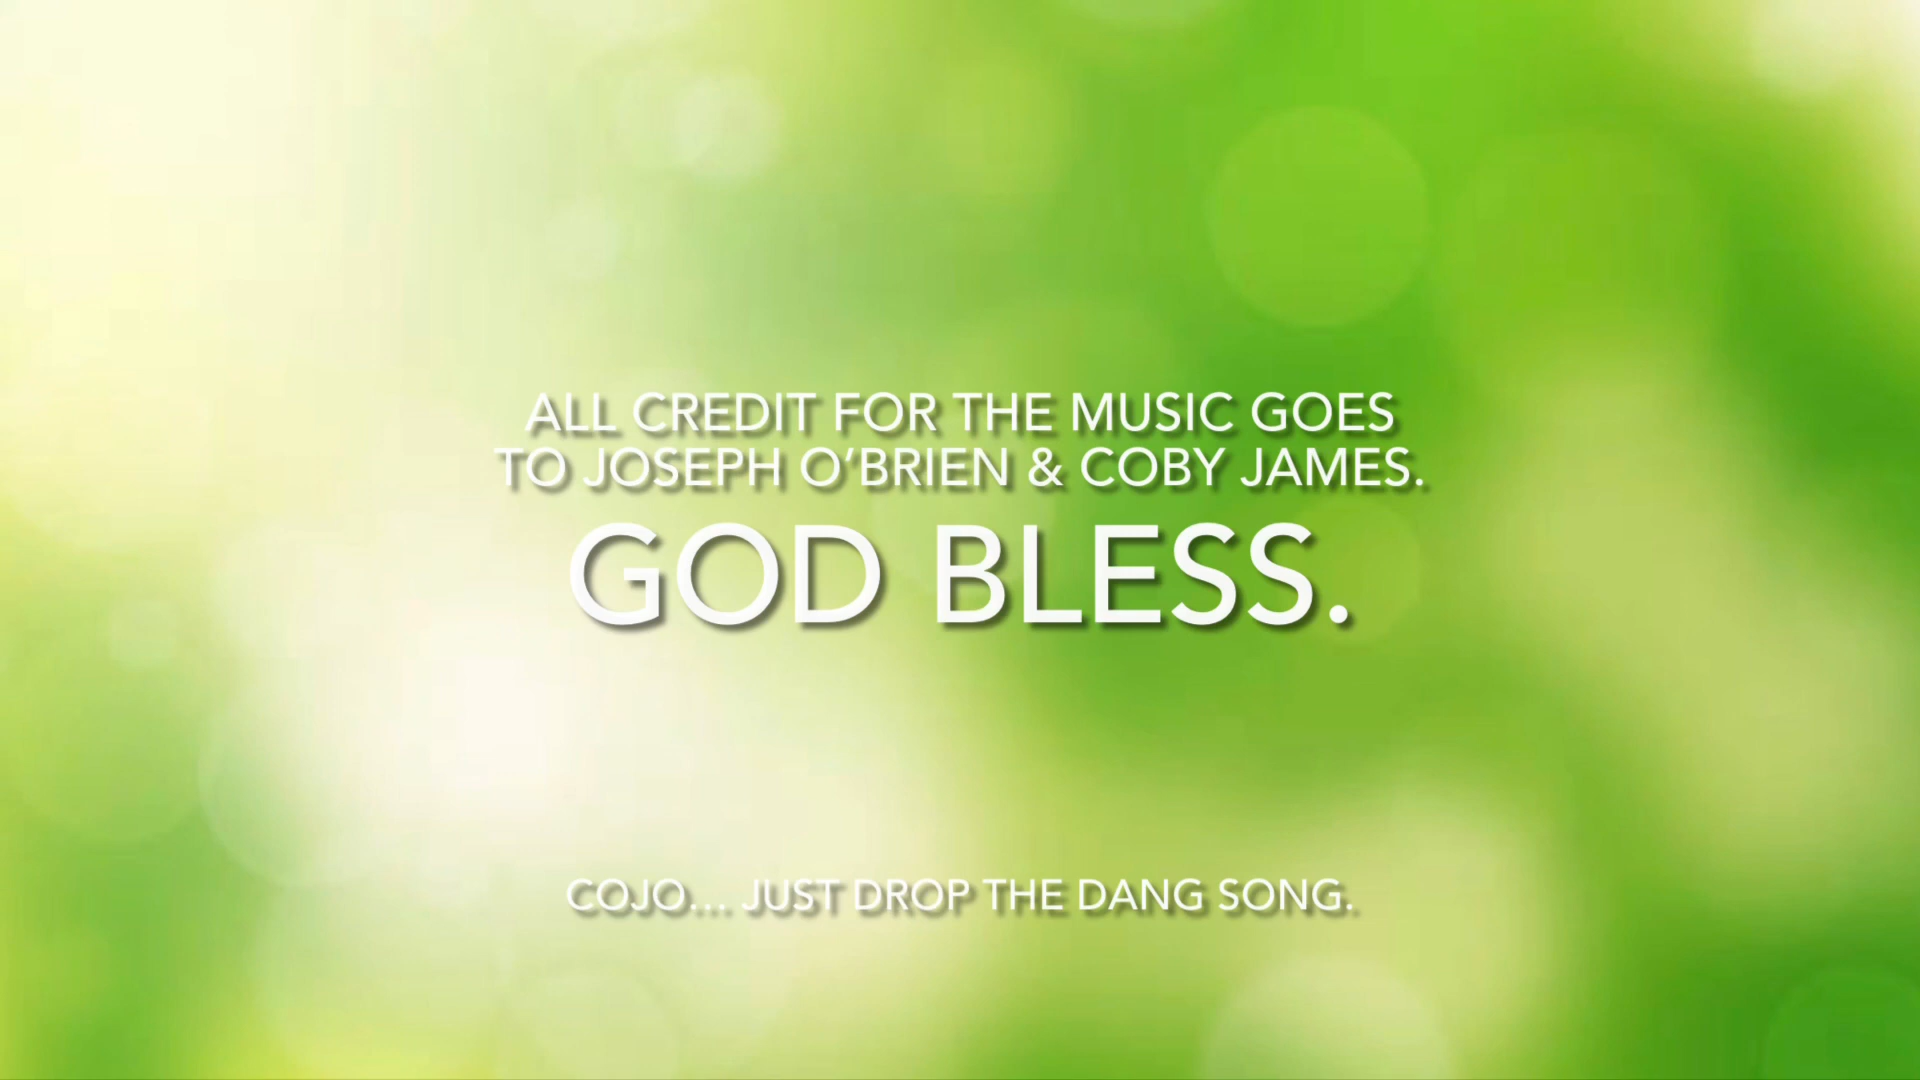 ALL CREDIT FOR THE MUSIC GOES
TO JOSEPH O’BRIEN & COBY JAMES.
GOD BLESS.
COJO... JUST DROP THE DANG SONG.